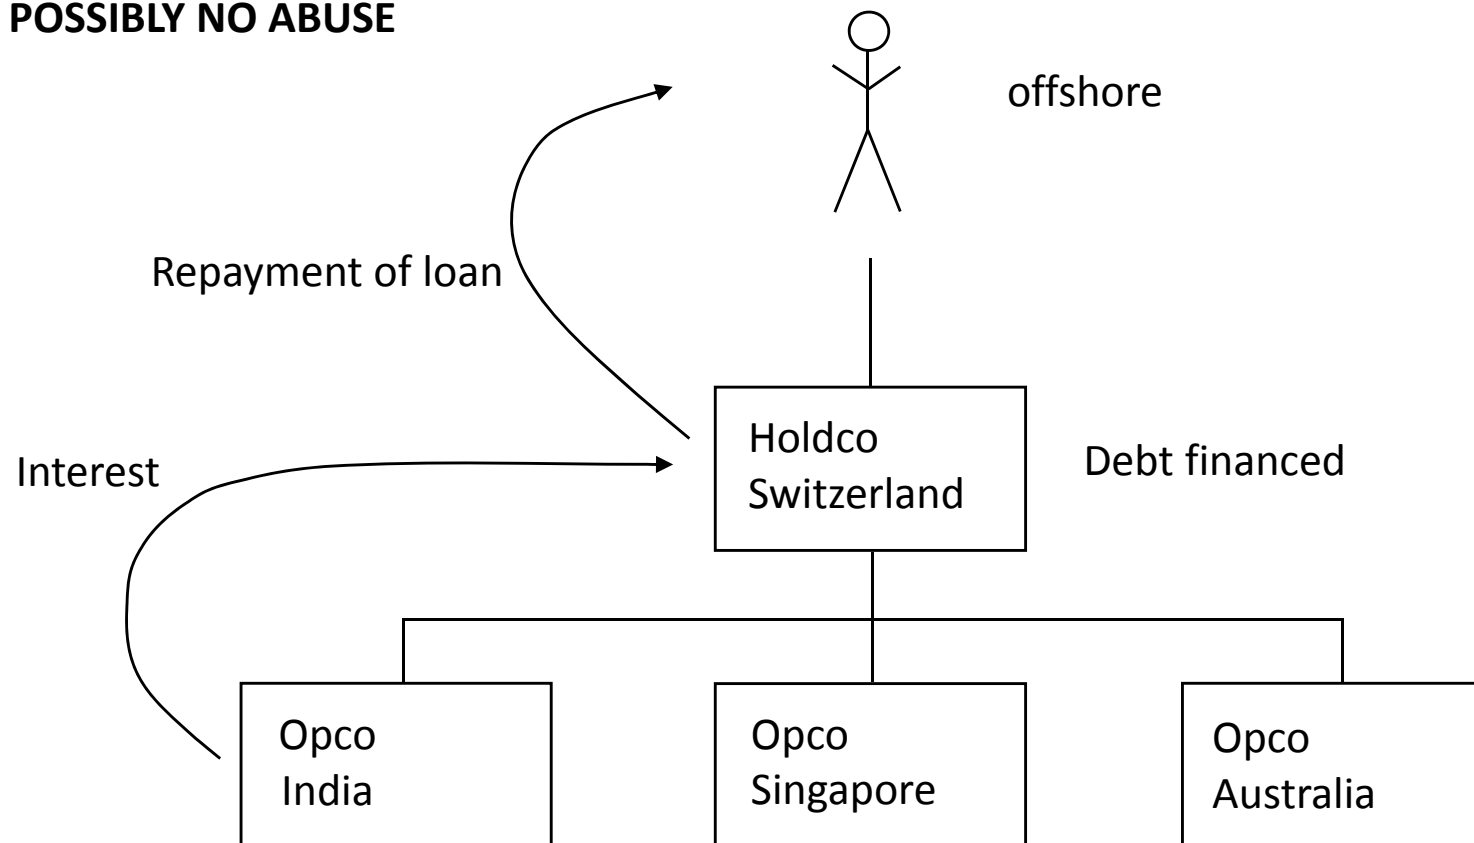 POSSIBLY NO ABUSE
offshore
Repayment of loan
Interest
Holdco
Switzerland
Debt financed
Opco
India
Opco
Singapore
Opco
Australia